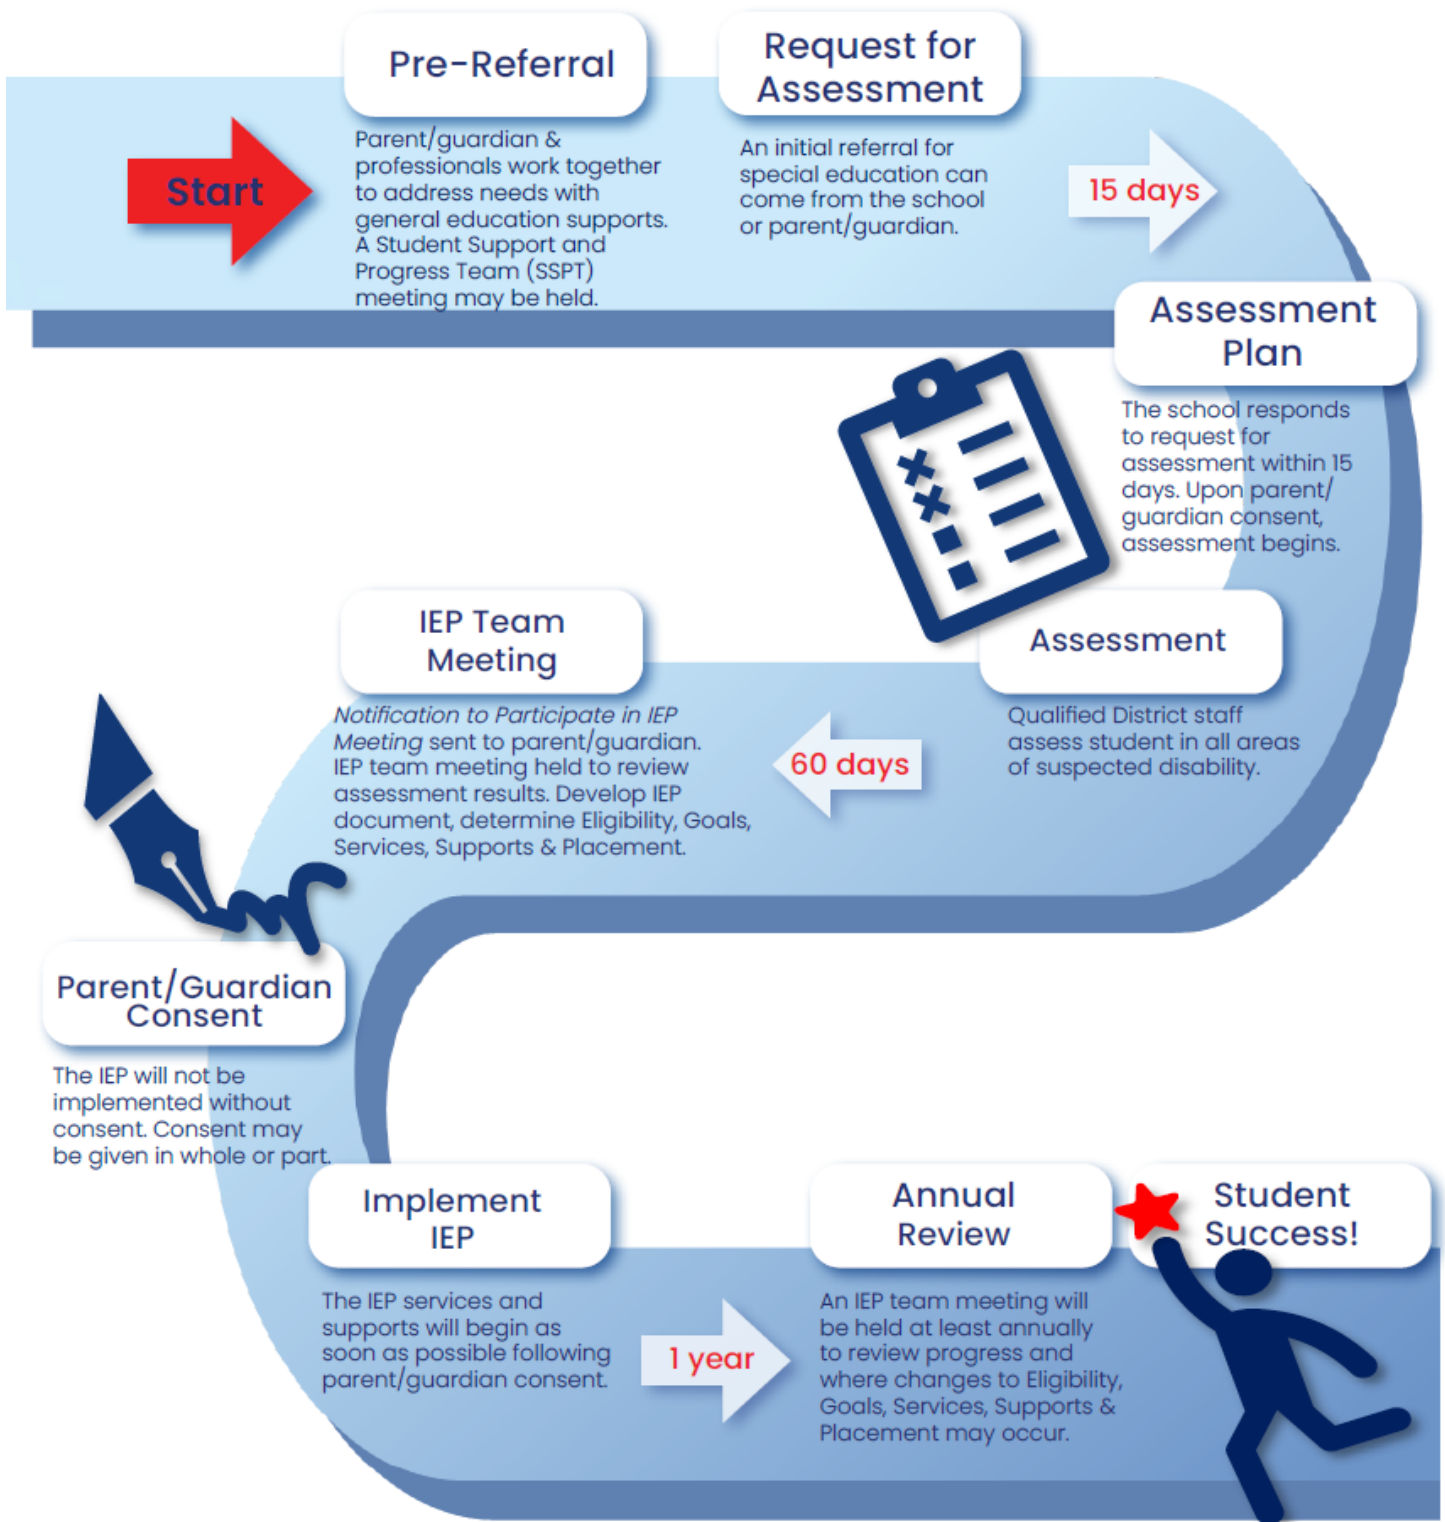 Start
Pre-Referral
Parent/guardian &
professionals work together
to address needs with
general education supports.
A Student Support and
Progress Team (SSPT)
meeting may be held.
Request for
Assessment
An initial referral for
special education can
come from the school
or parent/guardian.
15 days
Assessment
Plan
The school responds
to request for
assessment within 15
days. Upon parent/
guardian consent,
assessment begins.
Assessment
Qualified District staff
assess student in all areas
of suspected disability.
60 days
IEP Team
Meeting
Notification to Participate in IEP
Meeting sent to parent/guardian.
IEP team meeting held to review
assessment results. Develop IEP
document, determine Eligibility, Goals,
Services, Supports & Placement.
Parent/Guardian
Consent
The IEP will not be
implemented without
consent. Consent may
be given in whole or part.
Implement
IEP
The IEP services and
supports will begin as
soon as possible following
parent/guardian consent.
1 year
Annual
Review
An IEP team meeting will
be held at least annually
to review progress and
where changes to Eligibility,
Goals, Services, Supports &
Placement may occur.
Student
Success!